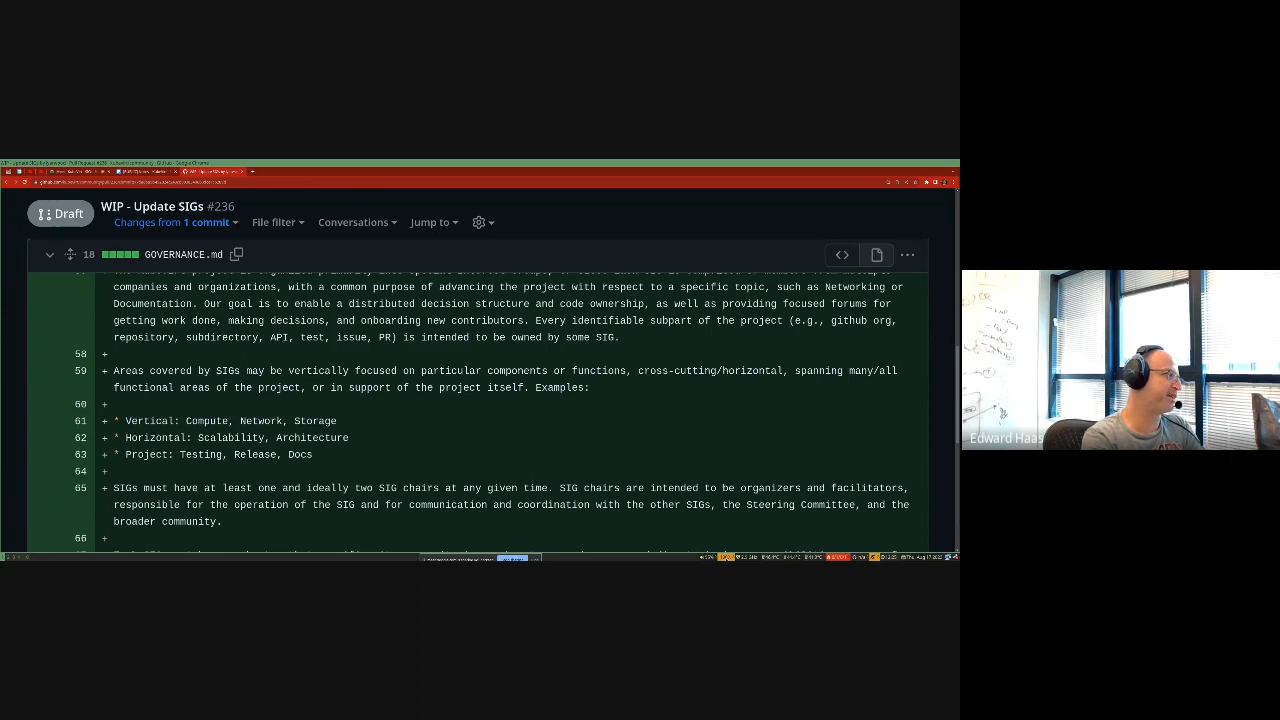 Draft
WIP - Update SIGs #236
Changes from 1 commit
File filter
Conversations
Jump to
18
GOVERNANCE.md
companies and organizations, with a common purpose of advancing the project with respect to a specific topic, such as Networking or
Documentation. Our goal is to enable a distributed decision structure and code ownership, as well as providing focused forums for
getting work done, making decisions, and onboarding new contributors. Every identifiable subpart of the project (e.g., github org,
repository, subdirectory, API, test, issue, PR) is intended to be owned by some SIG.
58 +
59 + Areas covered by SIGs may be vertically focused on particular components or functions, cross-cutting/horizontal, spanning many/all
functional areas of the project, or in support of the project itself. Examples:
60 +
61 + * Vertical: Compute, Network, Storage
62 + * Horizontal: Scalability, Architecture
63 + * Project: Testing, Release, Docs
64 +
65 + SIGs must have at least one and ideally two SIG chairs at any given time. SIG chairs are intended to be organizers and facilitators,
responsible for the operation of the SIG and for communication and coordination with the other SIGs, the Steering Committee, and the
broader community.
66 +
Edward Haas